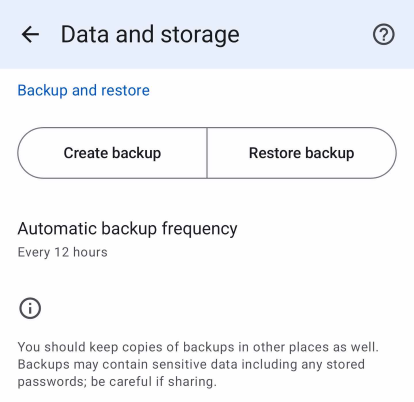 Data and storage
Backup and restore
Create backup
Restore backup
Automatic backup frequency
Every 12 hours
You should keep copies of backups in other places as well.
Backups may contain sensitive data including any stored
passwords; be careful if sharing.